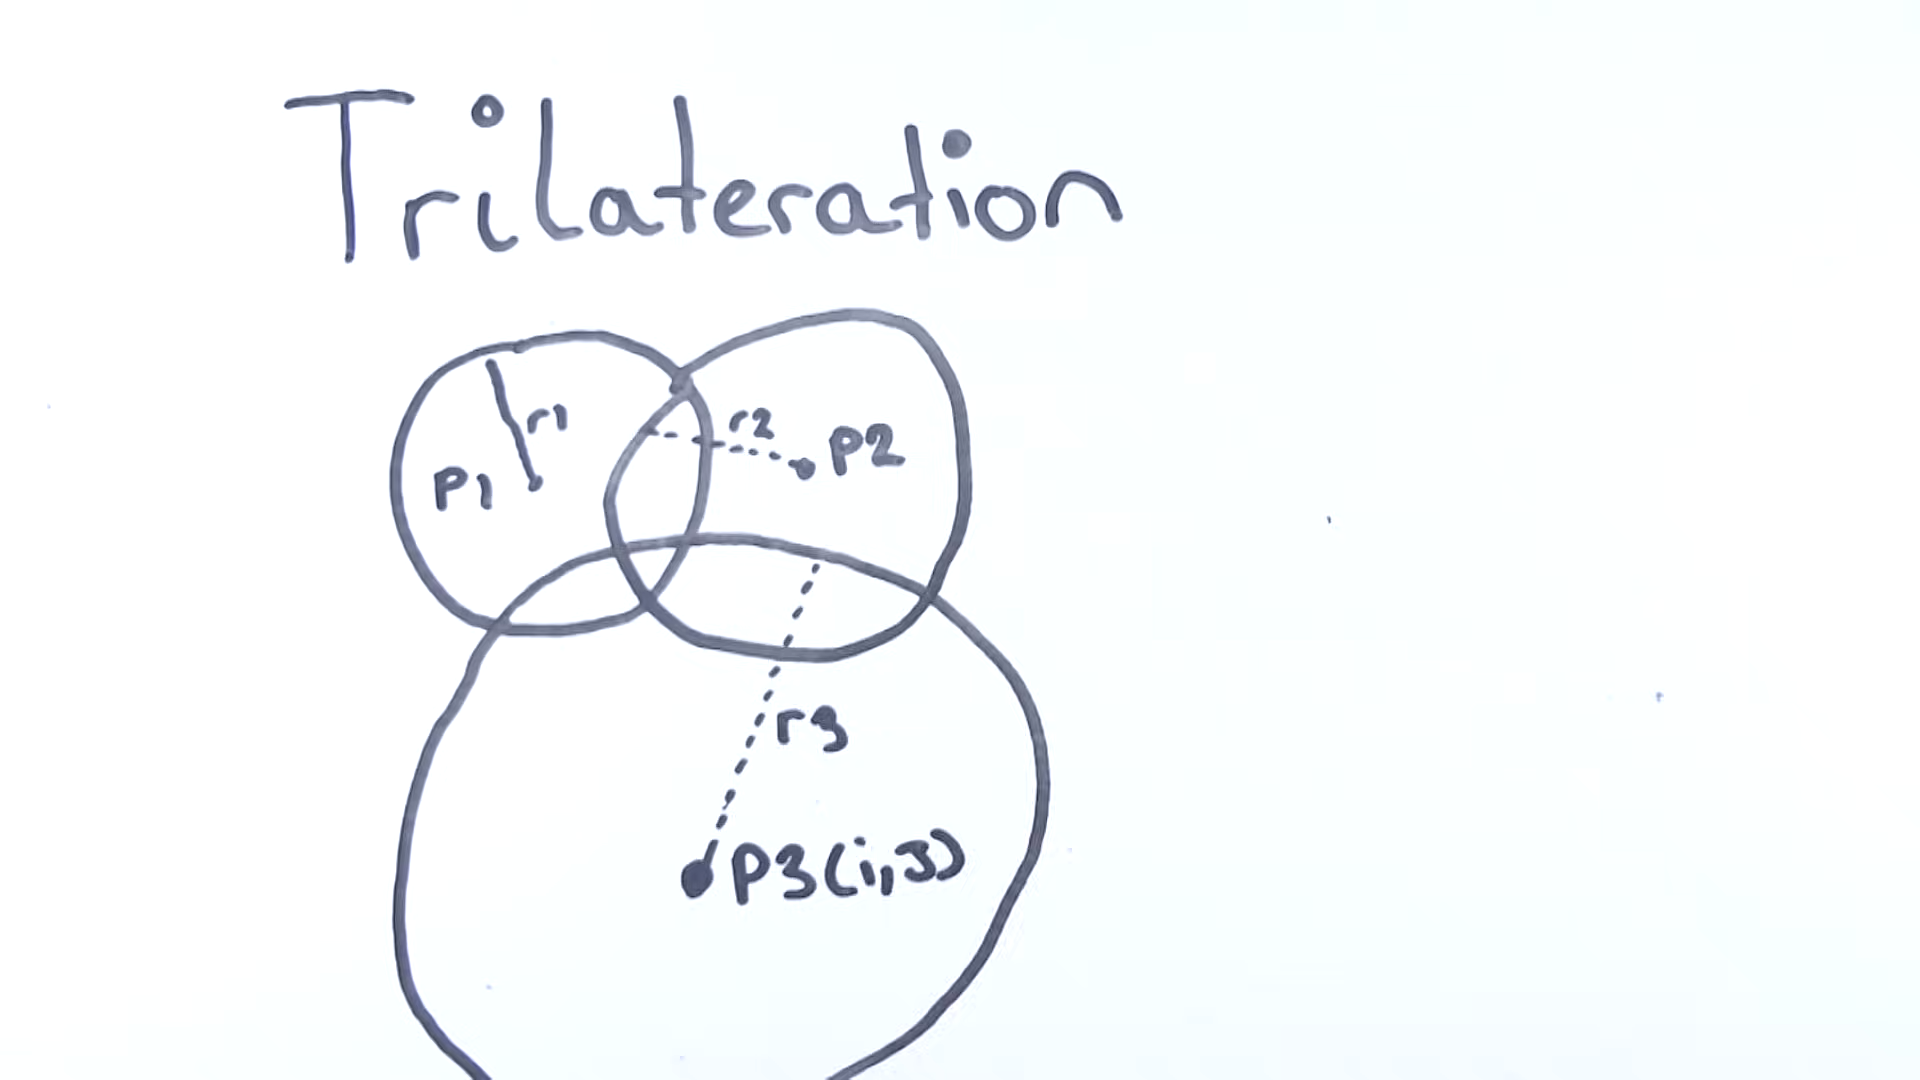 Trilateration
r1
r2
P1
P2
r3
P3(i,J)